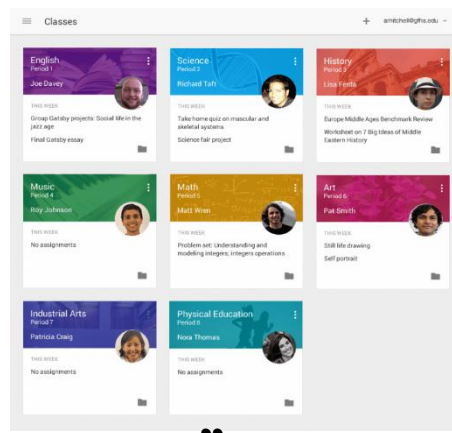 Classes
amitchell@gths.edu
English
Period 1
Joe Davey
THIS WEEK
Group Gatsby projects: Social life in the
jazz age
Final Gatsby essay
Science
Period 2
Richard Taft
THIS WEEK
Take home quiz on muscular and
skeletal systems
Science fair project
History
Period 3
Lisa Feela
THIS WEEK
Europe Middle Ages Benchmark Review
Worksheet on 7 Big Ideas of Middle
Eastern History
Music
Period 4
Roy Johnson
THIS WEEK
No assignments
Math
Period 5
Matt Wren
THIS WEEK
Problem set: Understanding and
modeling integers; integers operations
Art
Period 6
Pat Smith
THIS WEEK
Still life drawing
Self portrait
Industrial Arts
Period 7
Patricia Craig
THIS WEEK
No assignments
Physical Education
Period 8
Nora Thomas
THIS WEEK
No assignments